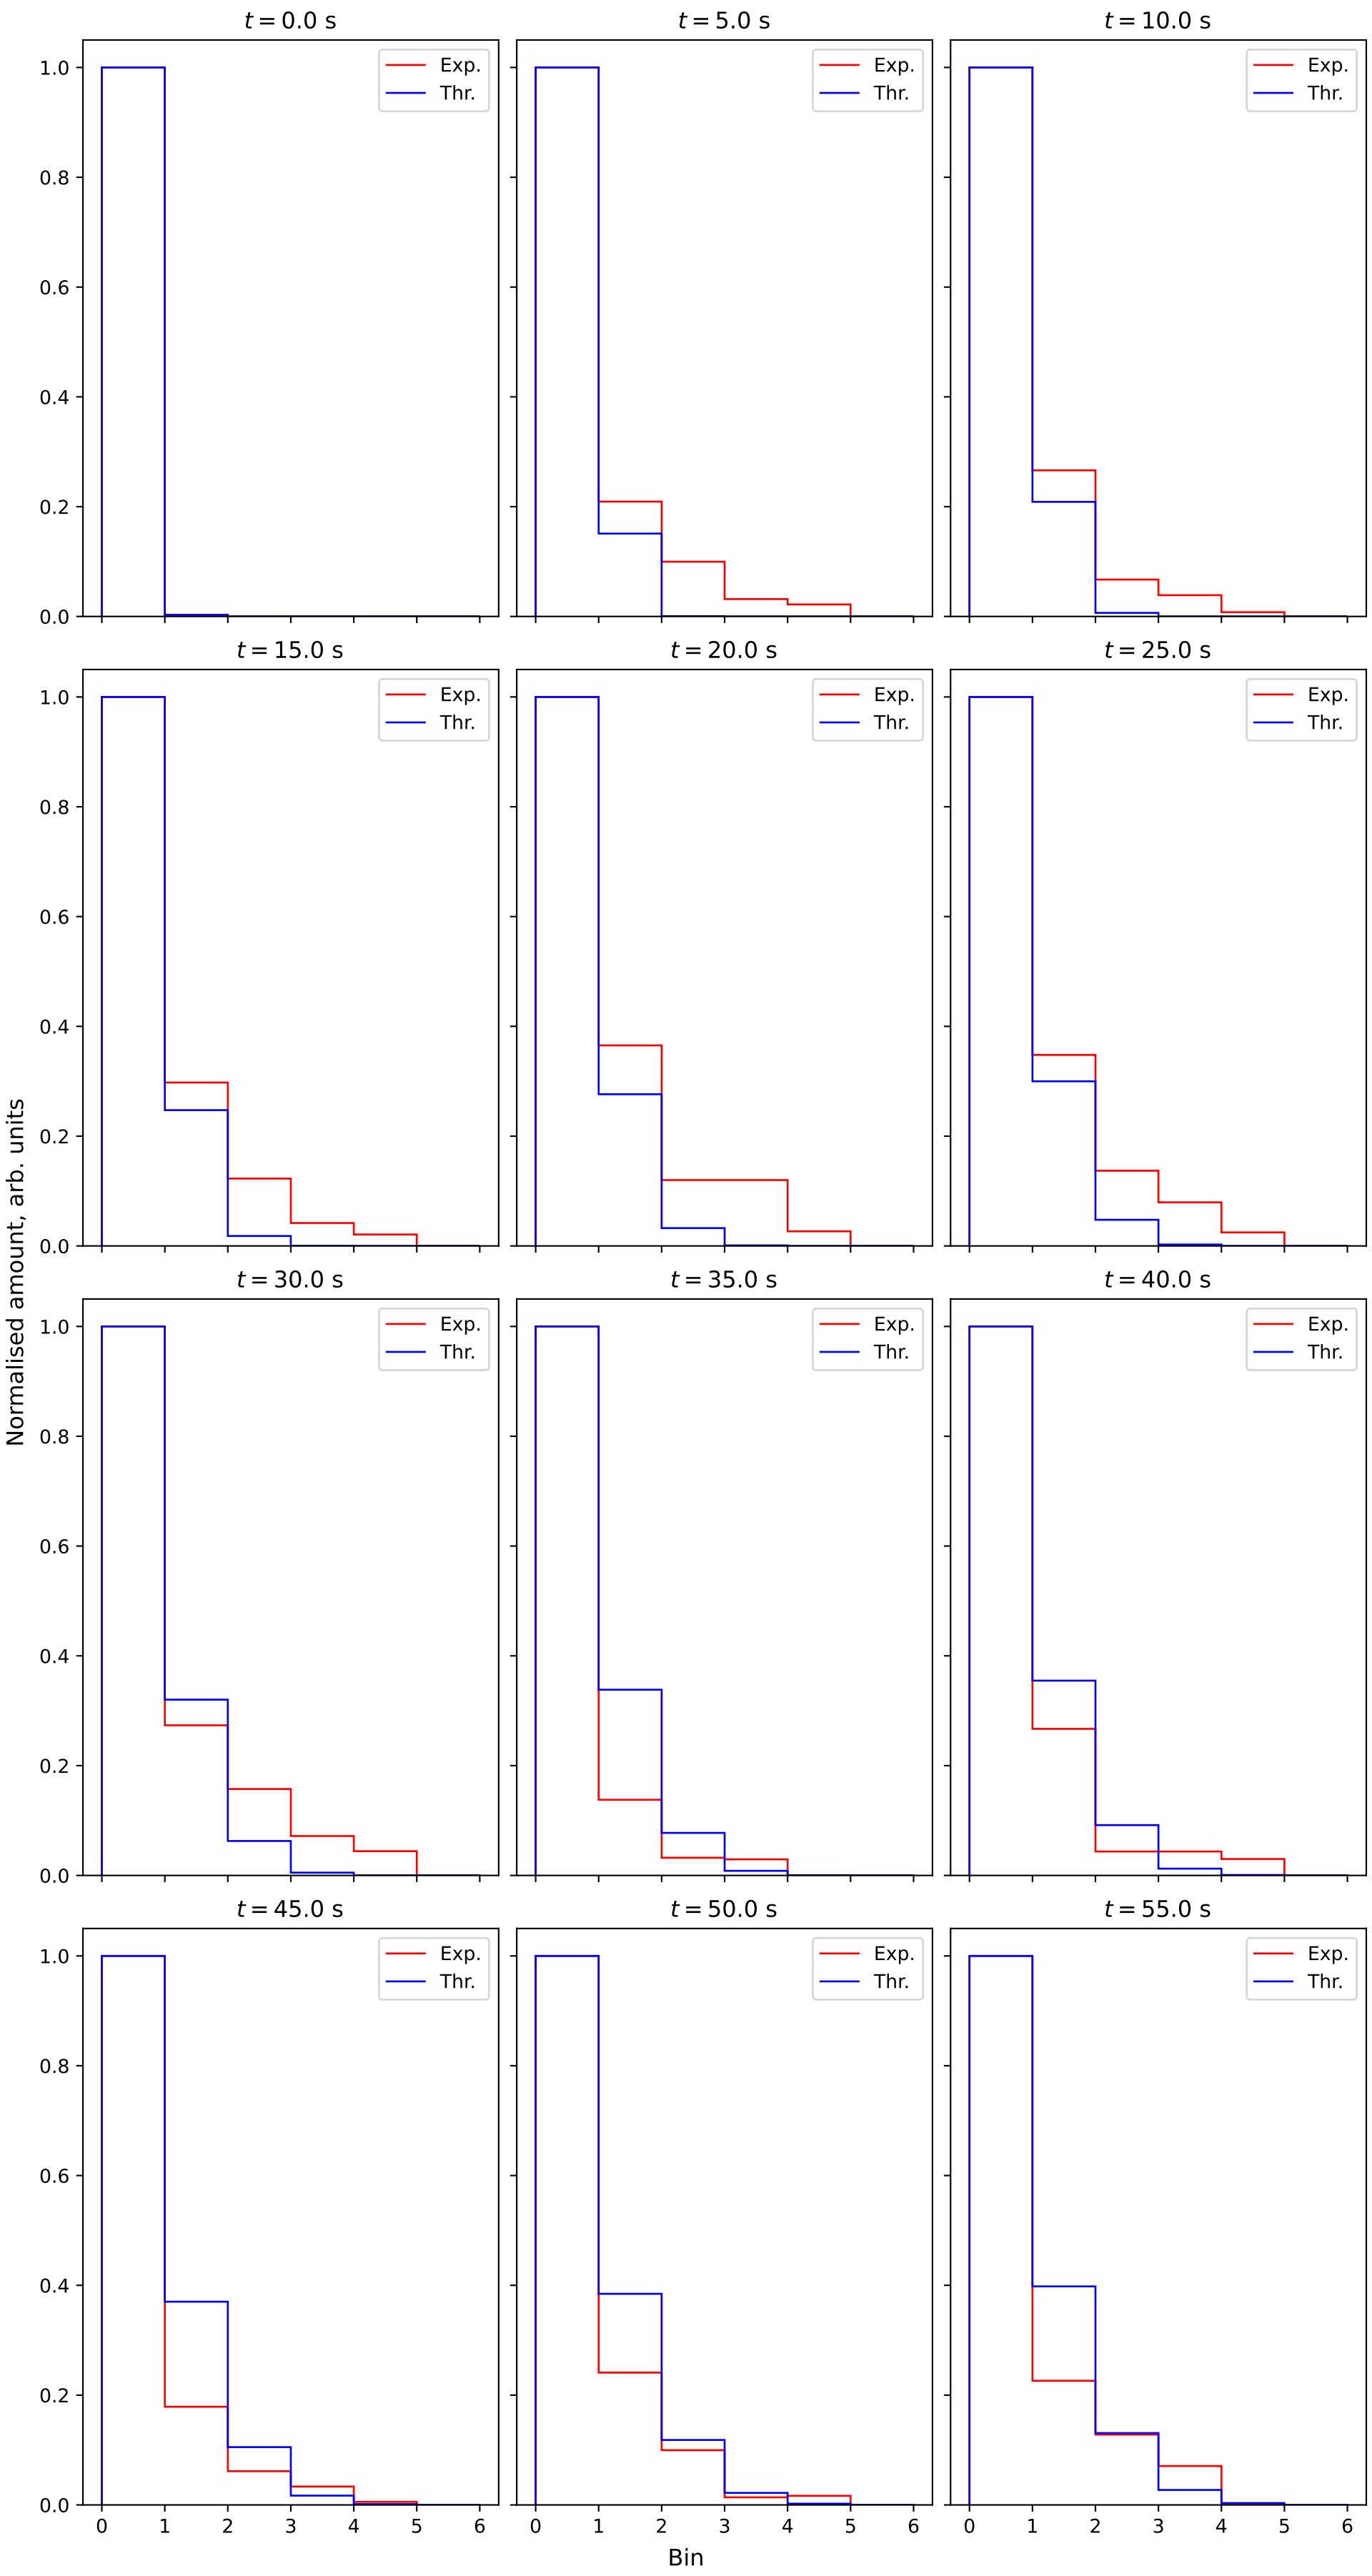 t = 0.0 s
t = 5.0 s
t = 10.0 s
1.0
0.8
0.6
0.4
0.2
0.0
Exp.
Thr.
Exp.
Thr.
Exp.
Thr.
t = 15.0 s
t = 20.0 s
t = 25.0 s
1.0
0.8
0.6
0.4
0.2
0.0
Exp.
Thr.
Exp.
Thr.
Exp.
Thr.
Normalised amount, arb. units
t = 30.0 s
t = 35.0 s
t = 40.0 s
1.0
0.8
0.6
0.4
0.2
0.0
Exp.
Thr.
Exp.
Thr.
Exp.
Thr.
t = 45.0 s
t = 50.0 s
t = 55.0 s
1.0
0.8
0.6
0.4
0.2
0.0
Exp.
Thr.
Exp.
Thr.
Exp.
Thr.
0 1 2 3 4 5 6
0 1 2 3 4 5 6
0 1 2 3 4 5 6
Bin